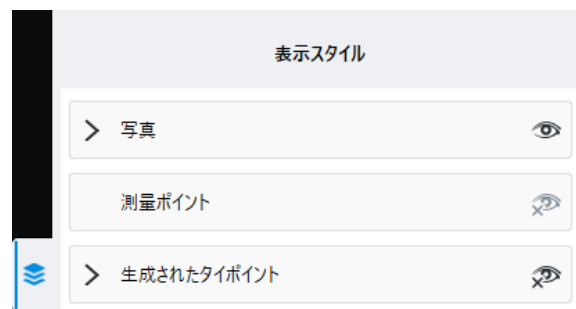 表示スタイル
写真
測量ポイント
生成されたタイポイント